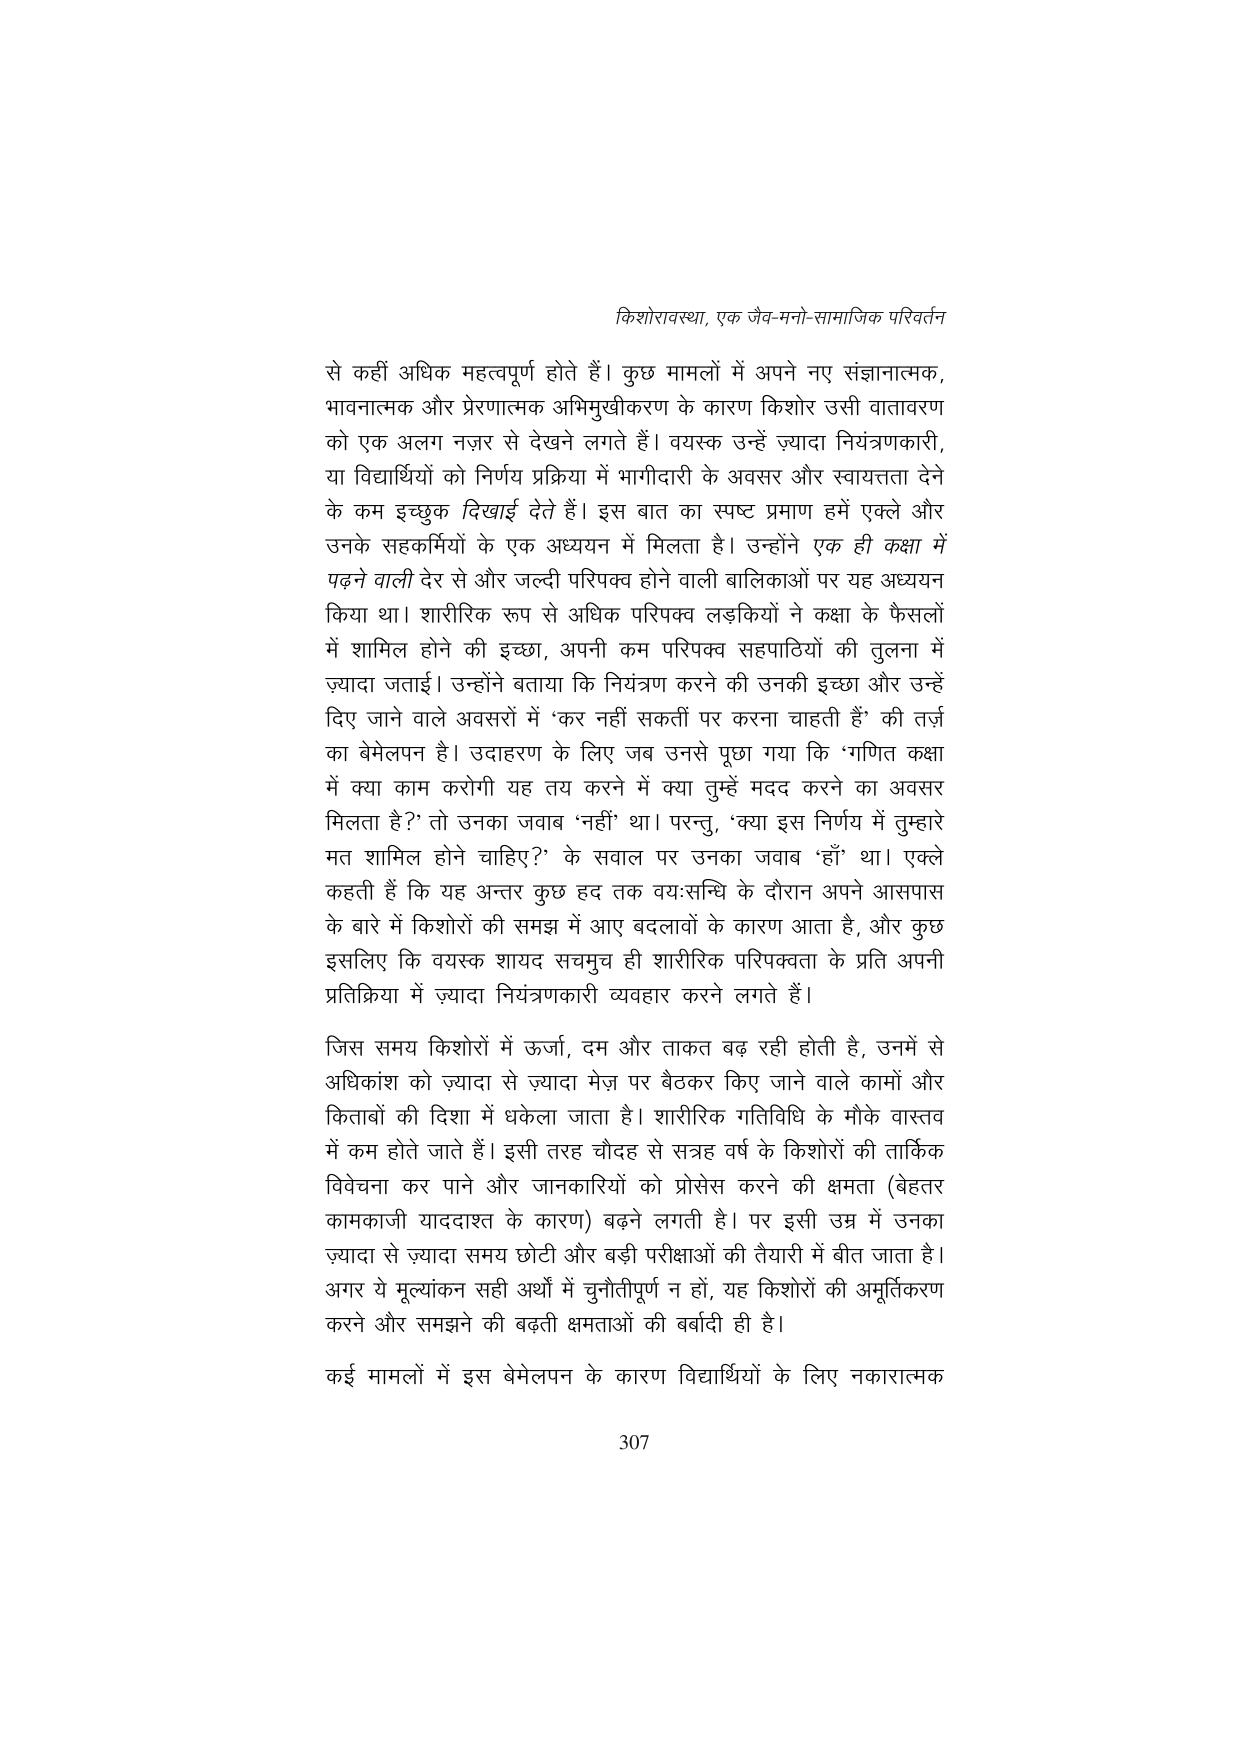 किशोरावस्था, एक जैव-मनो-सामाजिक परिवर्तन
से कहीं अधिक महत्वपूर्ण होते हैं। कुछ मामलों में अपने नए संज्ञानात्मक,
भावनात्मक और प्रेरणात्मक अभिमुखीकरण के कारण किशोर उसी वातावरण
को एक अलग नज़र से देखने लगते हैं। वयस्क उन्हें ज़्यादा नियंत्रणकारी,
या विद्यार्थियों को निर्णय प्रक्रिया में भागीदारी के अवसर और स्वायत्तता देने
के कम इच्छुक दिखाई देते हैं। इस बात का स्पष्ट प्रमाण हमें एक्ले और
उनके सहकर्मियों के एक अध्ययन में मिलता है। उन्होंने एक ही कक्षा में
पढ़ने वाली देर से और जल्दी परिपक्व होने वाली बालिकाओं पर यह अध्ययन
किया था। शारीरिक रूप से अधिक परिपक्व लड़कियों ने कक्षा के फैसलों
में शामिल होने की इच्छा, अपनी कम परिपक्व सहपाठियों की तुलना में
ज़्यादा जताई। उन्होंने बताया कि नियंत्रण करने की उनकी इच्छा और उन्हें
दिए जाने वाले अवसरों में ‘कर नहीं सकतीं पर करना चाहती हैं’ की तर्ज़
का बेमेलपन है। उदाहरण के लिए जब उनसे पूछा गया कि ‘गणित कक्षा
में क्या काम करोगी यह तय करने में क्या तुम्हें मदद करने का अवसर
मिलता है?’ तो उनका जवाब ‘नहीं’ था। परन्तु, ‘क्या इस निर्णय में तुम्हारे
मत शामिल होने चाहिए?’ के सवाल पर उनका जवाब ‘हाँ’ था। एक्ले
कहती हैं कि यह अन्तर कुछ हद तक वयःसन्धि के दौरान अपने आसपास
के बारे में किशोरों की समझ में आए बदलावों के कारण आता है, और कुछ
इसलिए कि वयस्क शायद सचमुच ही शारीरिक परिपक्वता के प्रति अपनी
प्रतिक्रिया में ज़्यादा नियंत्रणकारी व्यवहार करने लगते हैं।
जिस समय किशोरों में ऊर्जा, दम और ताकत बढ़ रही होती है, उनमें से
अधिकांश को ज़्यादा से ज़्यादा मेज़ पर बैठकर किए जाने वाले कामों और
किताबों की दिशा में धकेला जाता है। शारीरिक गतिविधि के मौके वास्तव
में कम होते जाते हैं। इसी तरह चौदह से सत्रह वर्ष के किशोरों की तार्किक
विवेचना कर पाने और जानकारियों को प्रोसेस करने की क्षमता (बेहतर
कामकाजी याददाश्त के कारण) बढ़ने लगती है। पर इसी उम्र में उनका
ज़्यादा से ज़्यादा समय छोटी और बड़ी परीक्षाओं की तैयारी में बीत जाता है।
अगर ये मूल्यांकन सही अर्थों में चुनौतीपूर्ण न हों, यह किशोरों की अमूर्तिकरण
करने और समझने की बढ़ती क्षमताओं की बर्बादी ही है।
कई मामलों में इस बेमेलपन के कारण विद्यार्थियों के लिए नकारात्मक
307